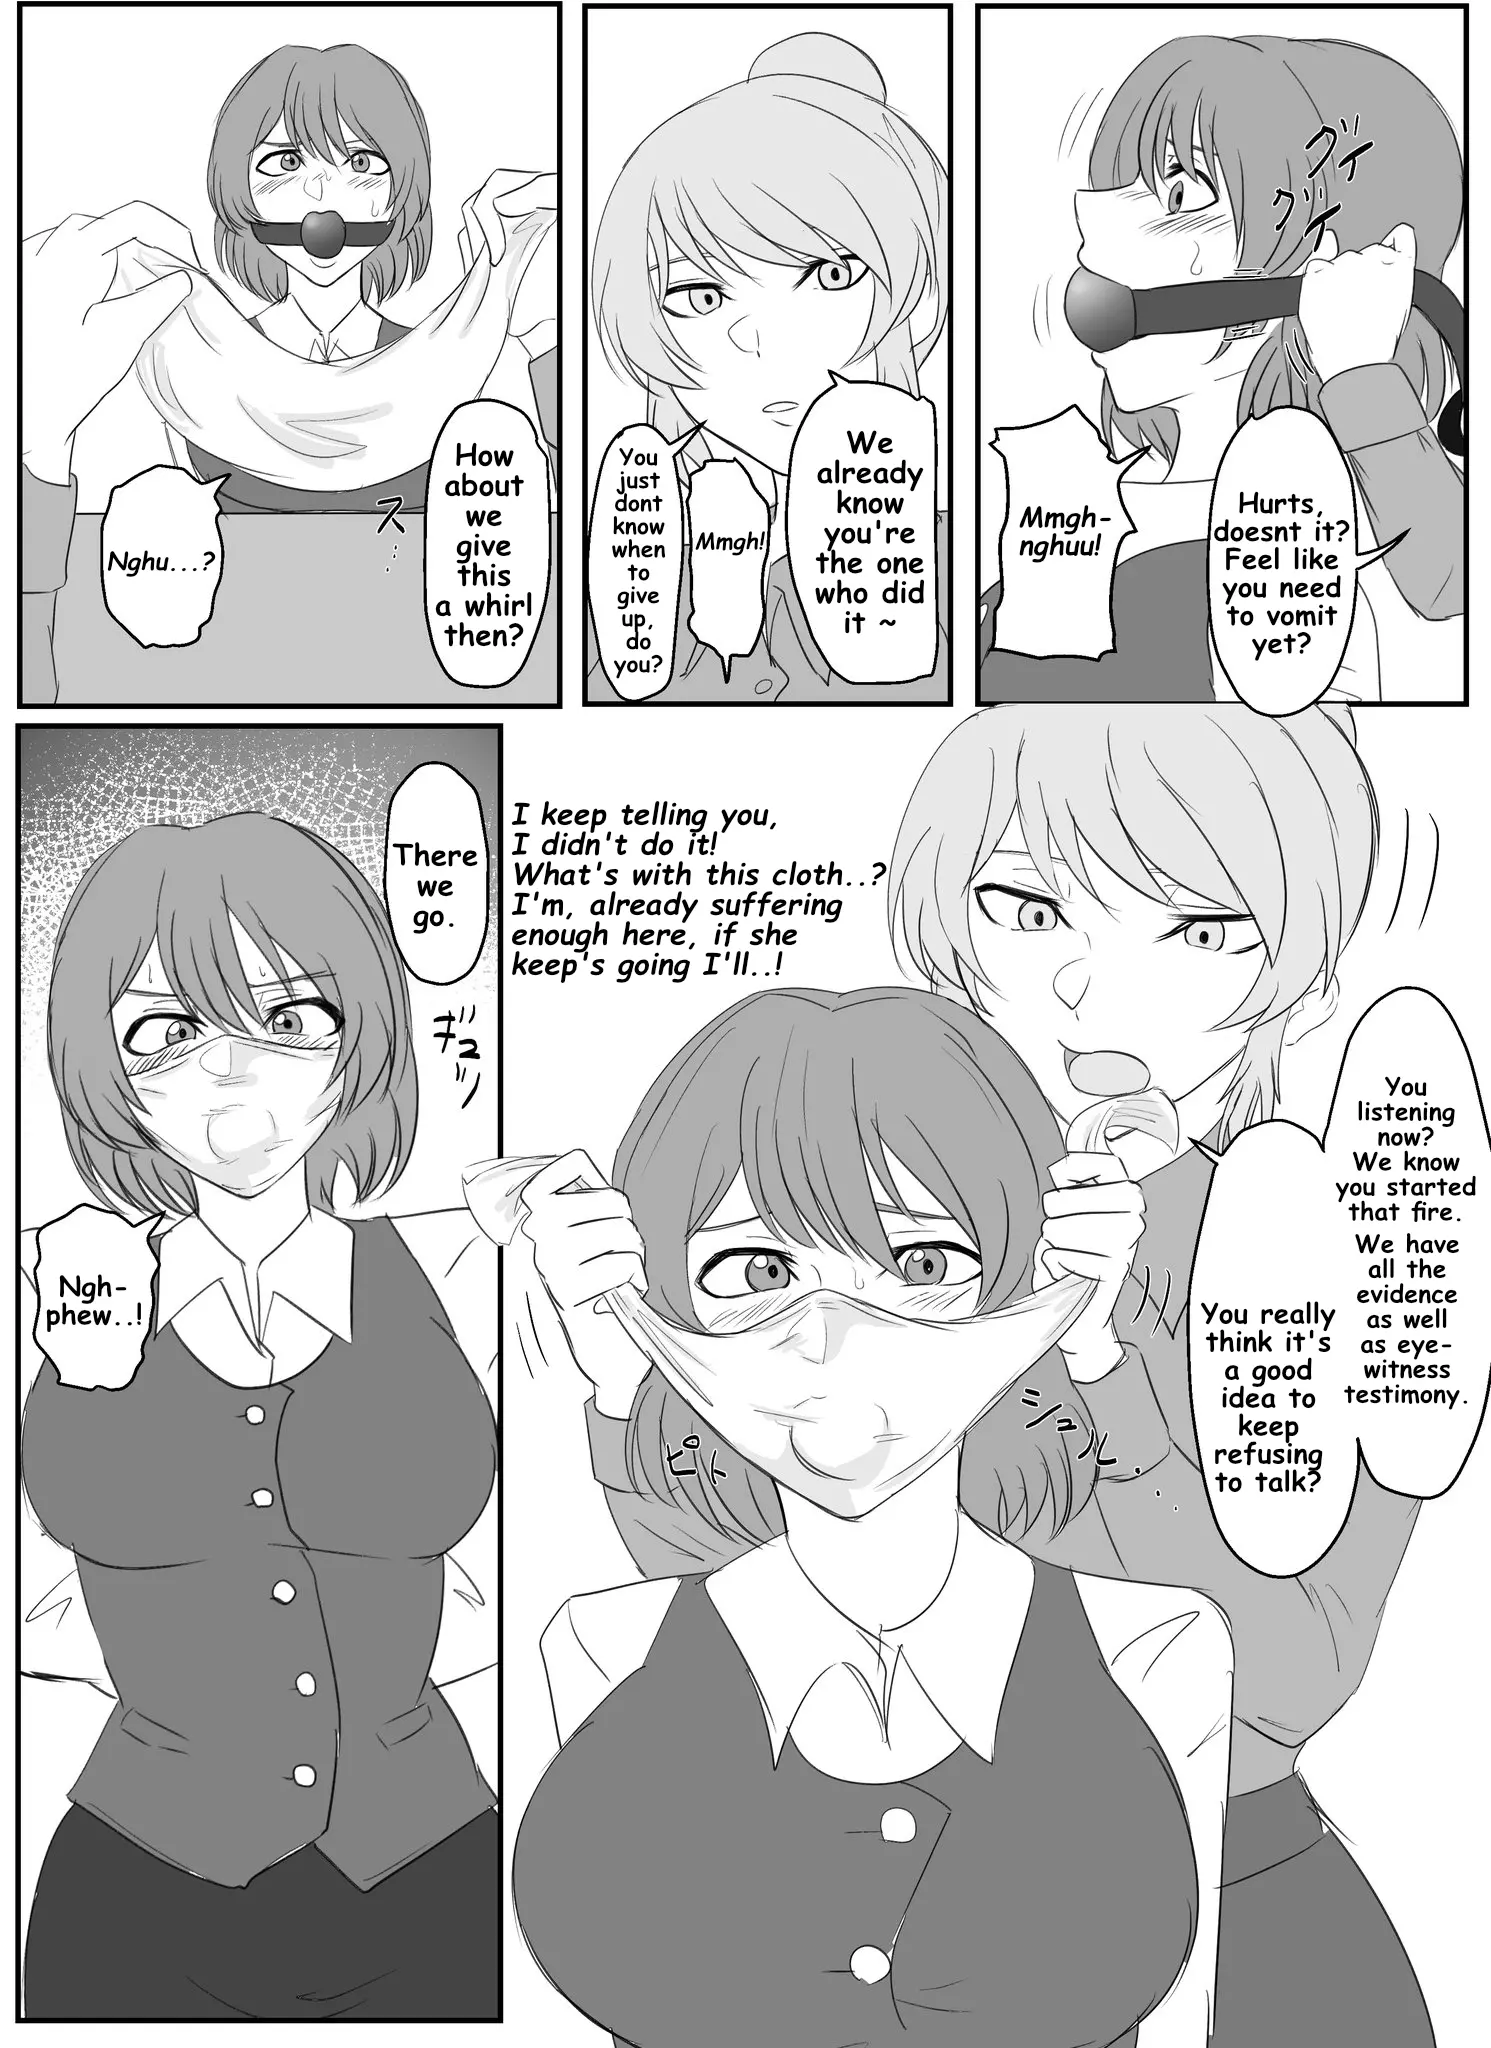 グイ
グイ
Hurts,
doesnt it?
Feel like
you need
to vomit
yet?
Mmgh-
nghuu!
We
already
know
you're
the one
who did
it ~
Mmgh!
You
just
dont
know
when
to
give
up,
do
you?
How
about
we
give
this
a whirl
then?
ス...
Nghu...?
You
listening
now?
We know
you started
that fire.
We have
all the
evidence
as well
as eye-
witness
testimony.
You really
think it's
a good
idea to
keep
refusing
to talk?
I keep telling you,
I didn't do it!
What's with this cloth..?
I'm, already suffering
enough here, if she
keep's going I'll..!
シュル...
ピト
There
we
go.
ギュッ
Ngh-
phew..!